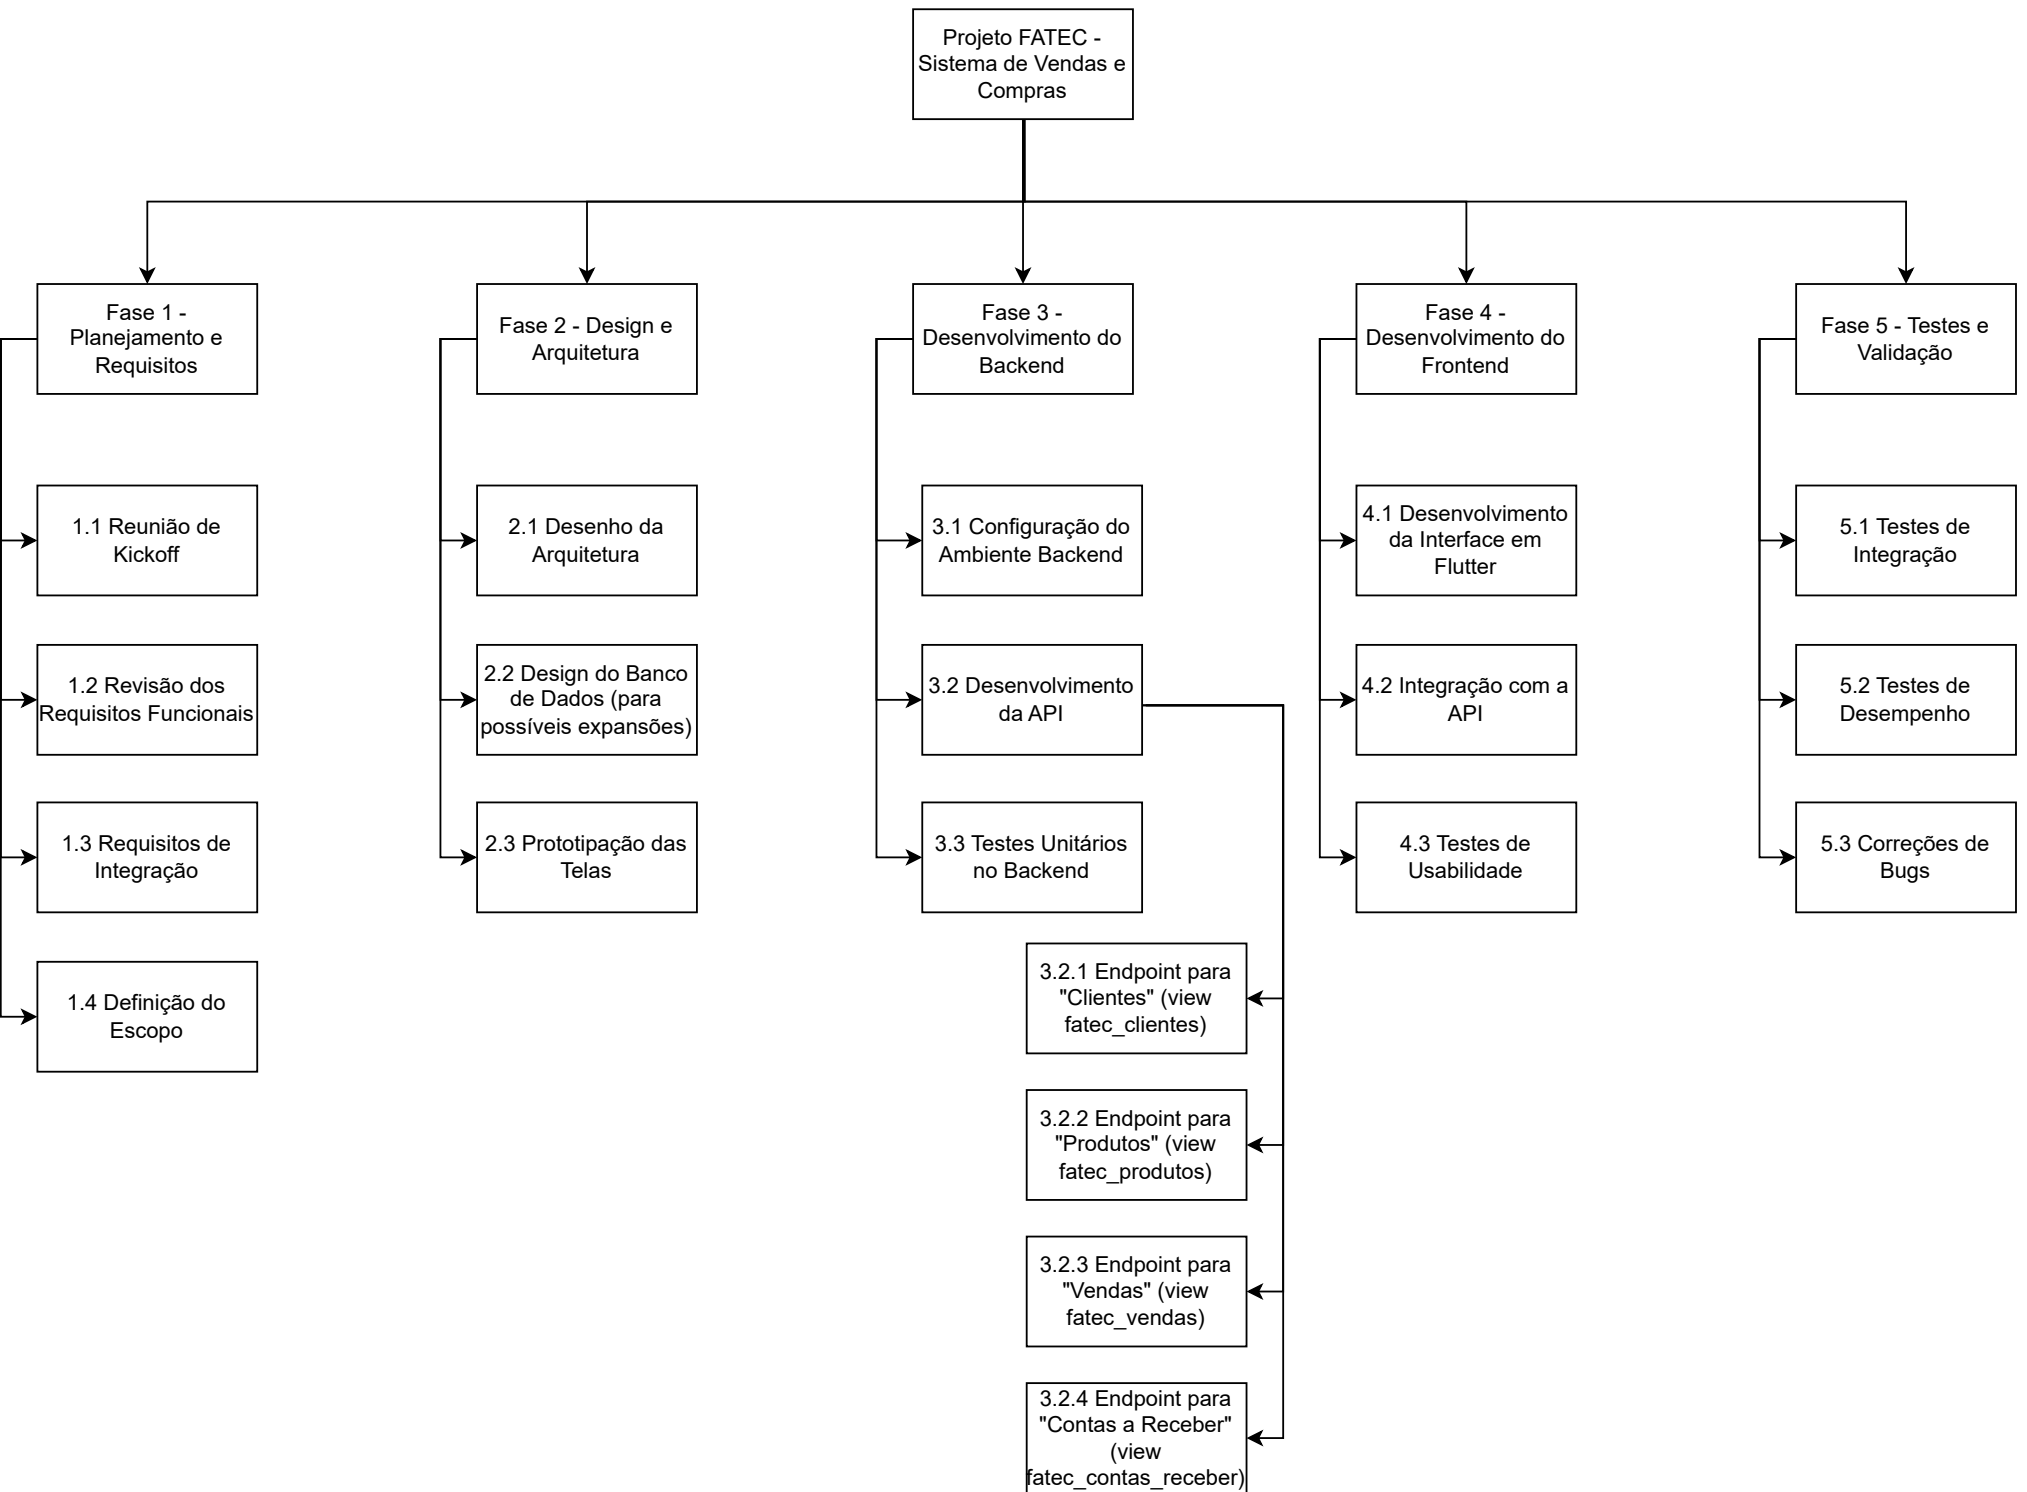 Projeto FATEC -
Sistema de Vendas e
Compras
Fase 1 -
Planejamento e
Requisitos
1.1 Reunião de
Kickoff
1.2 Revisão dos
Requisitos Funcionais
1.3 Requisitos de
Integração
1.4 Definição do
Escopo
Fase 2 - Design e
Arquitetura
2.1 Desenho da
Arquitetura
2.2 Design do Banco
de Dados (para
possíveis expansões)
2.3 Prototipação das
Telas
Fase 3 -
Desenvolvimento do
Backend
3.1 Configuração do
Ambiente Backend
3.2 Desenvolvimento
da API
3.3 Testes Unitários
no Backend
3.2.1 Endpoint para
"Clientes" (view
fatec_clientes)
3.2.2 Endpoint para
"Produtos" (view
fatec_produtos)
3.2.3 Endpoint para
"Vendas" (view
fatec_vendas)
3.2.4 Endpoint para
"Contas a Receber"
(view
fatec_contas_receber)
Fase 4 -
Desenvolvimento do
Frontend
4.1 Desenvolvimento
da Interface em
Flutter
4.2 Integração com a
API
4.3 Testes de
Usabilidade
Fase 5 - Testes e
Validação
5.1 Testes de
Integração
5.2 Testes de
Desempenho
5.3 Correções de
Bugs